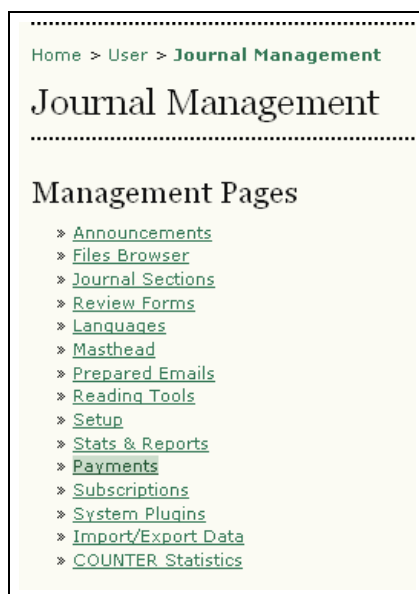 Home > User > Journal Management
Journal Management
Management Pages
» Announcements
» Files Browser
» Journal Sections
» Review Forms
» Languages
» Masthead
» Prepared Emails
» Reading Tools
» Setup
» Stats & Reports
» Payments
» Subscriptions
» System Plugins
» Import/Export Data
» COUNTER Statistics